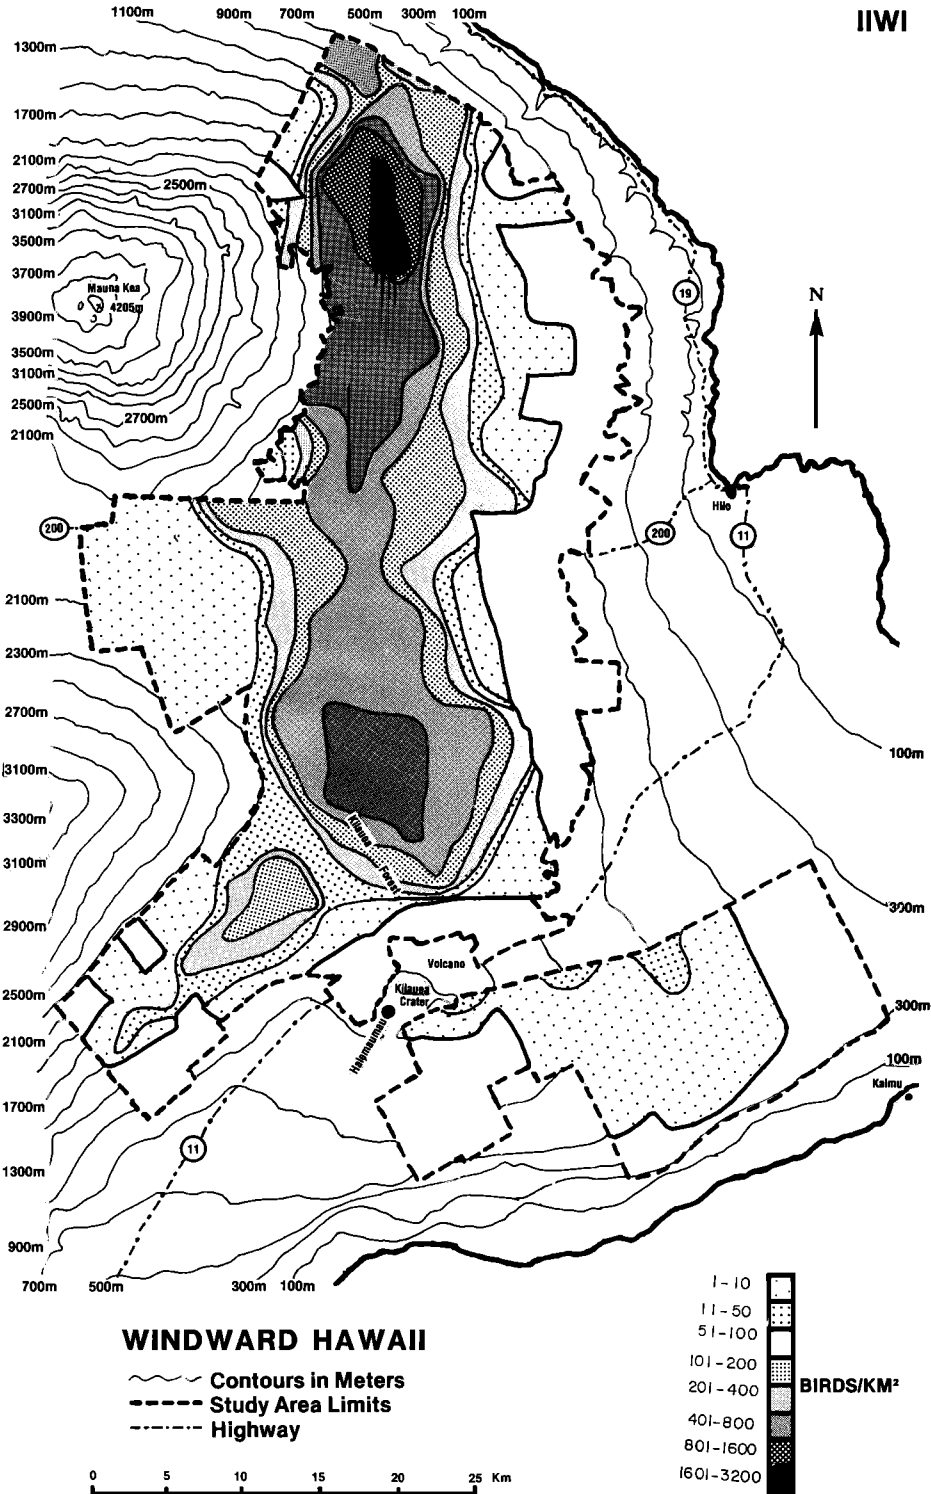 IIWI
1100m
900m
700m
500m
300m
100m
1300m
1700m
2100m
2700m
2500m
3100m
3500m
3700m
Mauna Kea
4205m
3900m
3500m
3100m
2500m
2700m
2100m
19
N
Hilo
200
200
11
2100m
2300m
2700m
3100m
3300m
3100m
2900m
2500m
2100m
1700m
1300m
900m
700m
500m
300m
100m
100m
300m
300m
100m
Kaimu
Kilauea
Forest
Volcano
Kilauea
Crater
Halemaumau
11
WINDWARD HAWAII
Contours in Meters
Study Area Limits
Highway
0 5 10 15 20 25 Km
1-10
11-50
51-100
101-200
201-400
401-800
801-1600
1601-3200
BIRDS/KM²